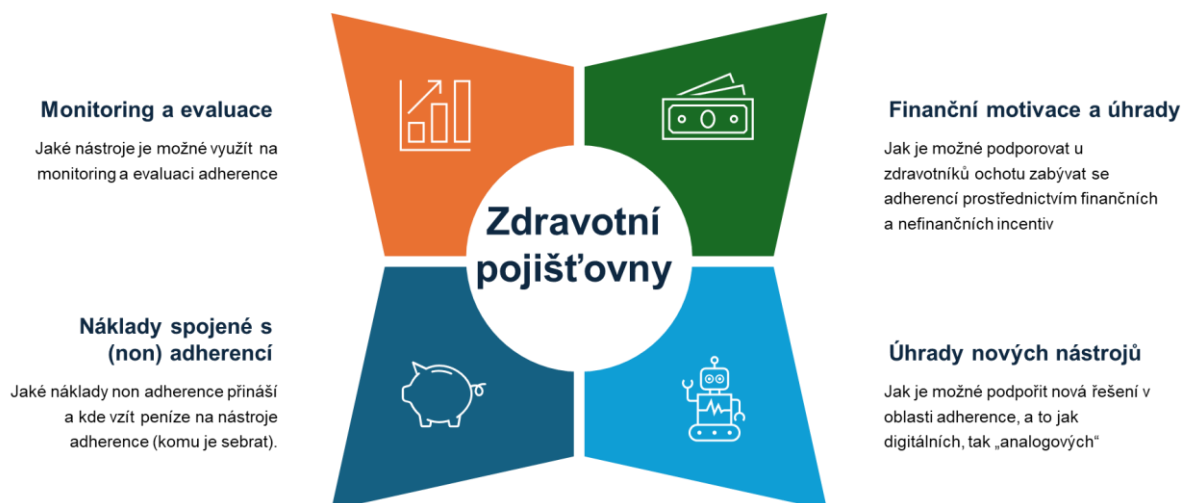 Monitoring a evaluace
Jaké nástroje je možné využít na
monitoring a evaluaci adherence
Finanční motivace a úhrady
Jak je možné podporovat u
zdravotníků ochotu zabývat se
adherencí prostřednictvím finančních
a nefinančních incentiv
Zdravotní
pojišťovny
Náklady spojené s
(non) adherencí
Jaké náklady non adherence přináší
a kde vzít peníze na nástroje
adherence (komu je sebrat).
Úhrady nových nástrojů
Jak je možné podpořit nová řešení v
oblasti adherence, a to jak
digitálních, tak „analogových“